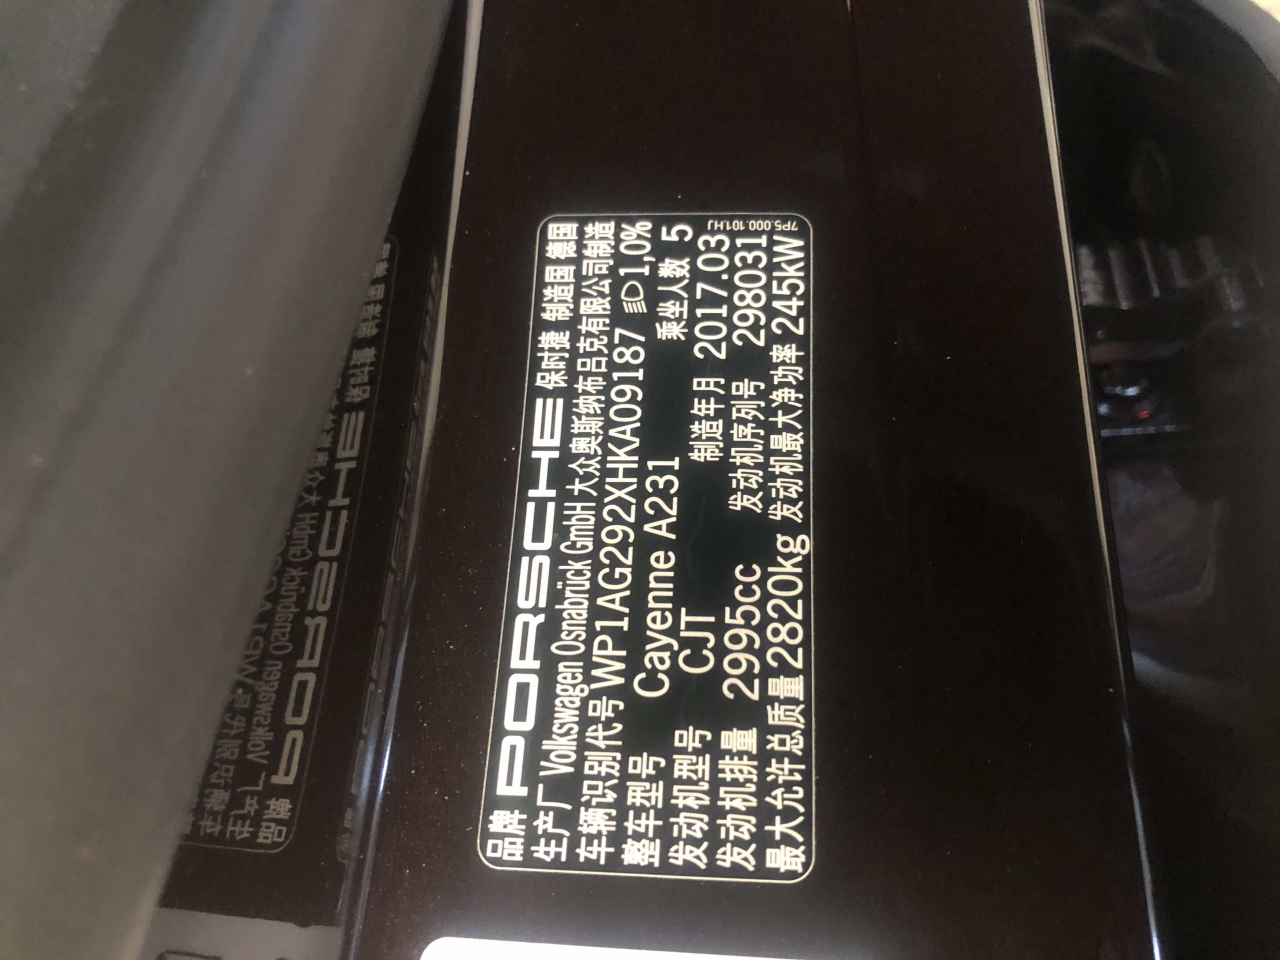 品牌 PORSCHE 保时捷 制造国 德国
生产厂 Volkswagen Osnabrück GmbH 大众奥斯纳布吕克有限公司制造
车辆识别代号 WP1AG292XHKA09187 1,0%
整车型号 Cayenne A231 乘坐人数 5
发动机型号 CJT 制造年月 2017.03
发动机排量 2995cc 发动机序列号 298031
最大允许总质量 2820kg 发动机最大净功率 245kW
7P5.000.101.HJ